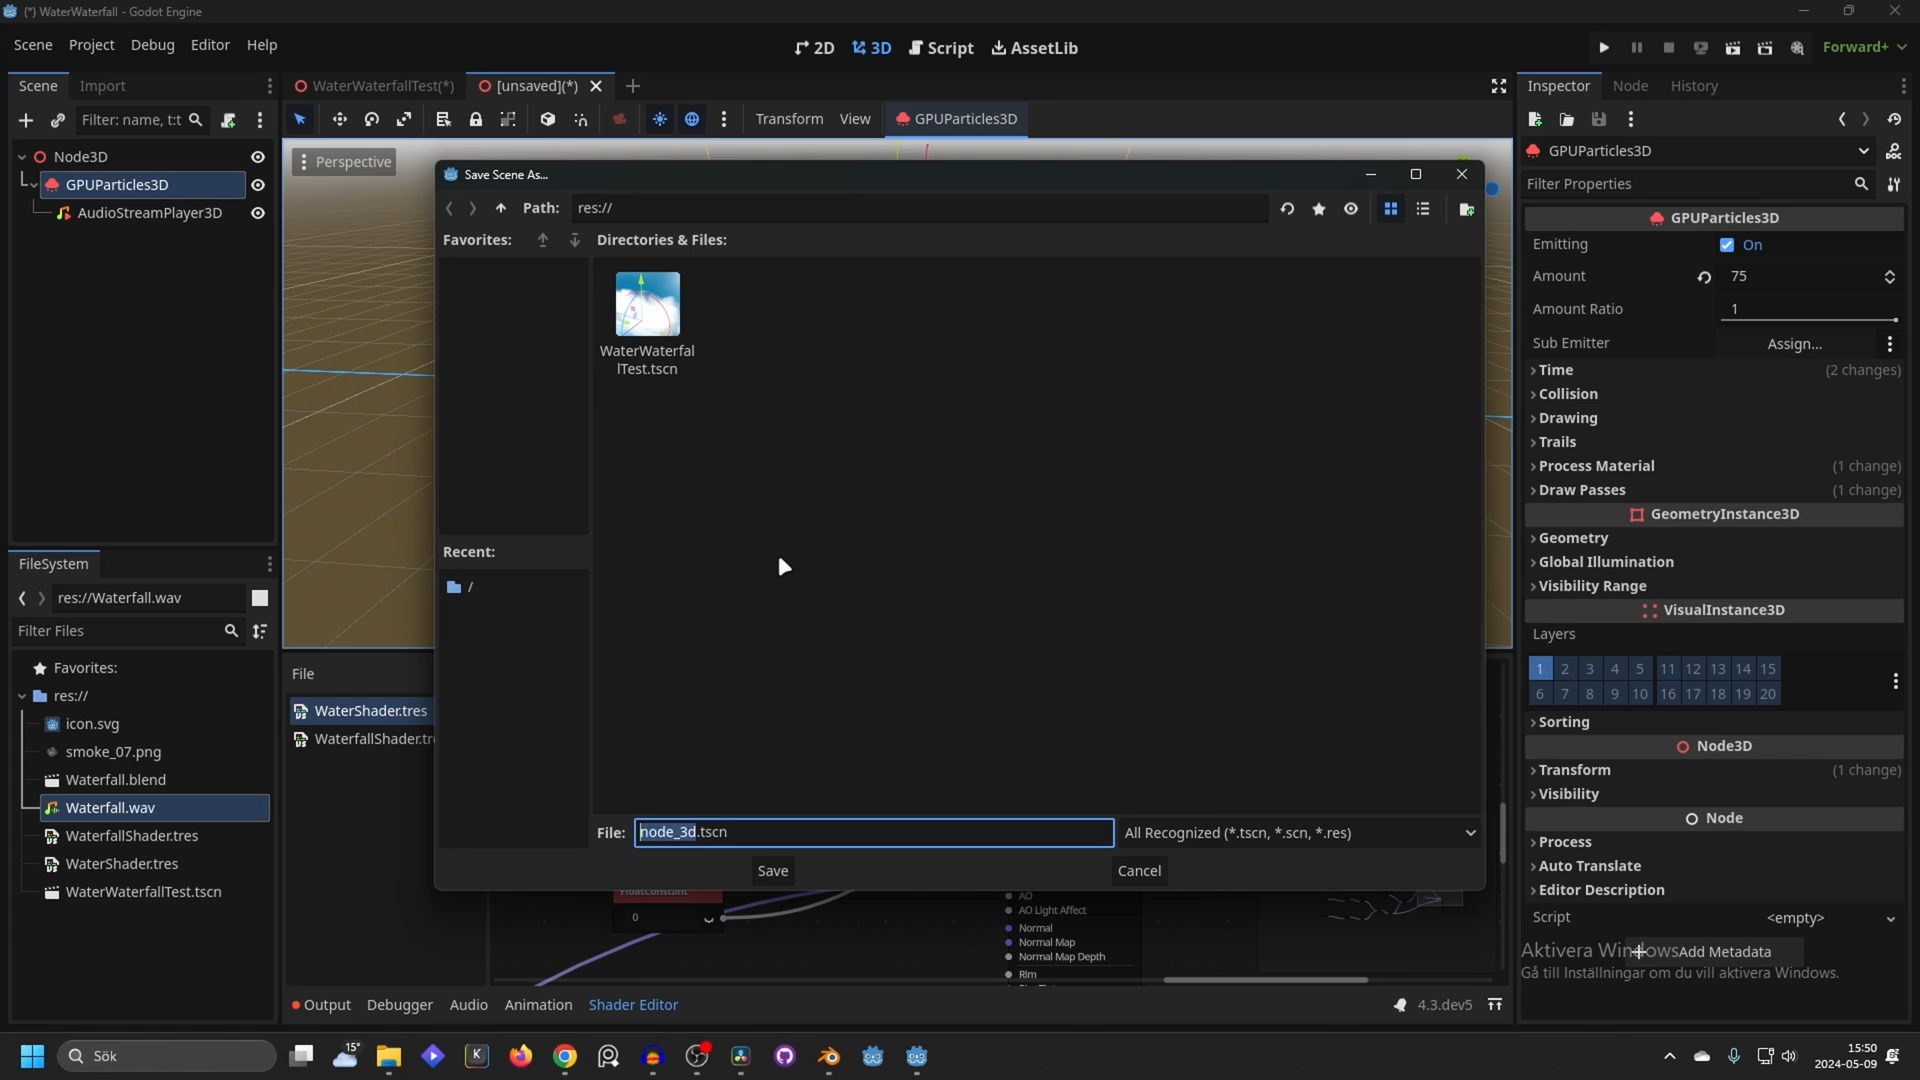 (*) WaterWaterfall - Godot Engine
Scene Project Debug Editor Help
2D 3D Script AssetLib
Forward+
Scene Import
WaterWaterfallTest(*) [unsaved](*)
Inspector Node History
Filter: name, t:t
Transform View GPUParticles3D
Node3D
GPUParticles3D
AudioStreamPlayer3D
Perspective
Save Scene As...
Path: res://
Favorites: Directories & Files:
WaterWaterfal
lTest.tscn
Recent:
/
File: node_3d.tscn All Recognized (*.tscn, *.scn, *.res)
Save Cancel
GPUParticles3D
Filter Properties
GPUParticles3D
Emitting On
Amount 75
Amount Ratio 1
Sub Emitter Assign...
Time (2 changes)
Collision
Drawing
Trails
Process Material (1 change)
Draw Passes (1 change)
GeometryInstance3D
Geometry
Global Illumination
Visibility Range
VisualInstance3D
Layers
1 2 3 4 5 11 12 13 14 15
6 7 8 9 10 16 17 18 19 20
Sorting
Node3D
Transform (1 change)
Visibility
Node
Process
Auto Translate
Editor Description
Script <empty>
Add Metadata
Aktivera Windows
Gå till Inställningar om du vill aktivera Windows.
FileSystem
res://Waterfall.wav
Filter Files
Favorites:
res://
icon.svg
smoke_07.png
Waterfall.blend
Waterfall.wav
WaterfallShader.tres
WaterShader.tres
WaterWaterfallTest.tscn
File
WaterShader.tres
WaterfallShader.tr
FloatConstant
0
AO
AO Light Affect
Normal
Normal Map
Normal Map Depth
Rim
Output Debugger Audio Animation Shader Editor
4.3.dev5
Sök
15°
K
15:50
2024-05-09